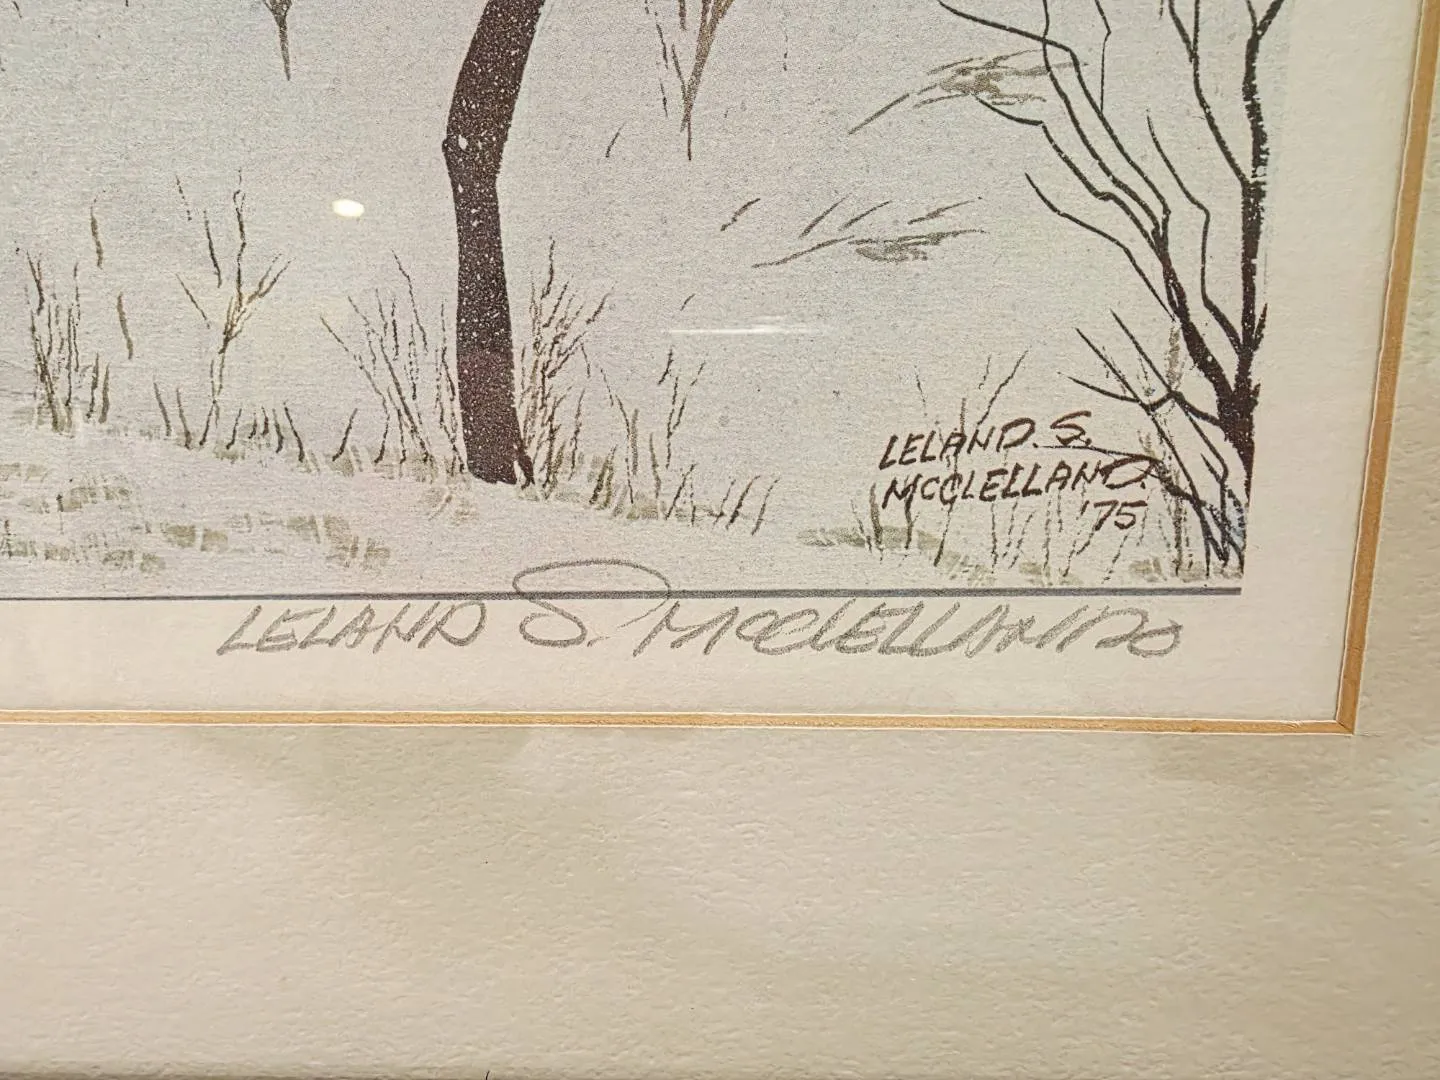 LELAND. S.
MCCLELLAND.
'75
LELAND S. MCCLELLAND